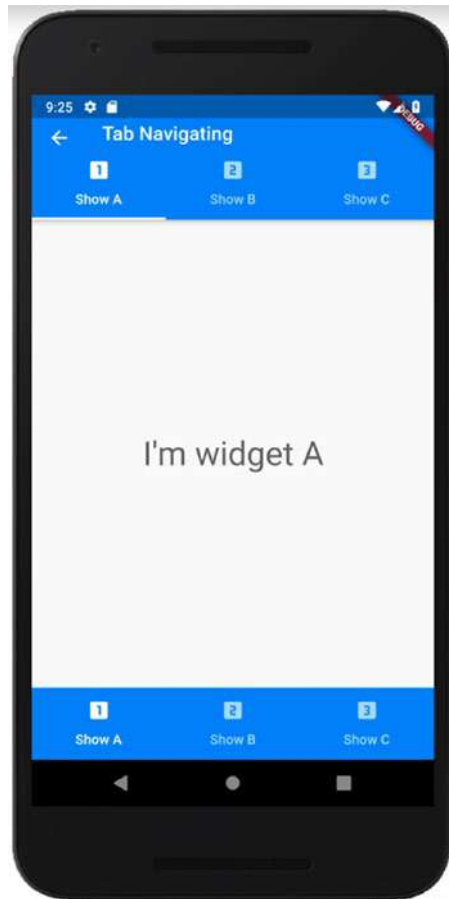 9:25
DEBUG
Tab Navigating
1 2 3
Show A Show B Show C
I'm widget A
1 2 3
Show A Show B Show C